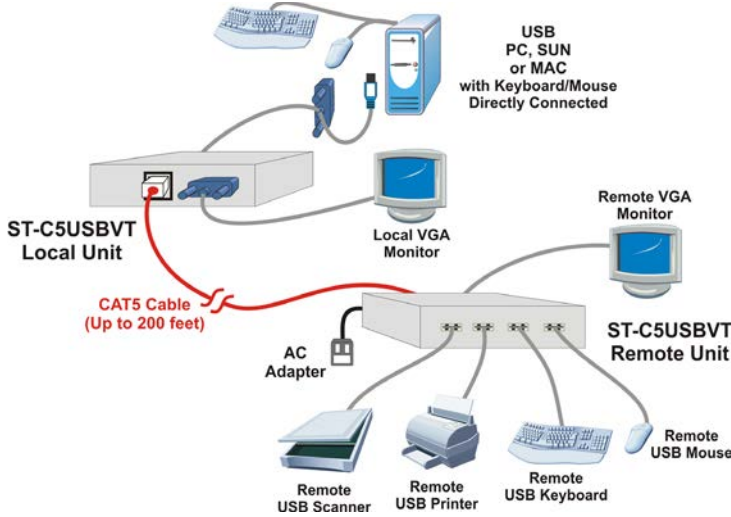 USB
PC, SUN
or MAC
with Keyboard/Mouse
Directly Connected
ST-C5USBVT
Local Unit
Local VGA
Monitor
Remote VGA
Monitor
CAT5 Cable
(Up to 200 feet)
AC
Adapter
ST-C5USBVT
Remote Unit
Remote
USB Scanner
Remote
USB Printer
Remote
USB Keyboard
Remote
USB Mouse